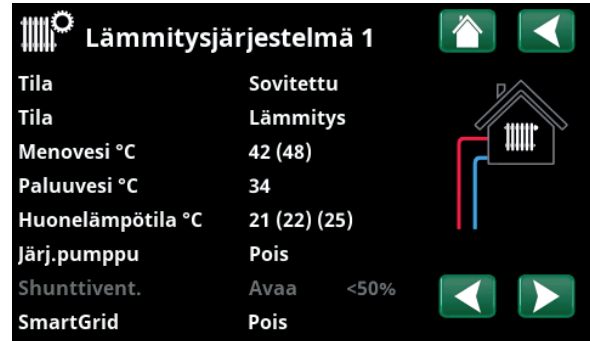 Lämmitysjärjestelmä 1
Tila Sovitettu
Tila Lämmitys
Menovesi °C 42 (48)
Paluuvesi °C 34
Huonelämpötila °C 21 (22) (25)
Järj.pumppu Pois
Shunttivent. Avaa <50%
SmartGrid Pois